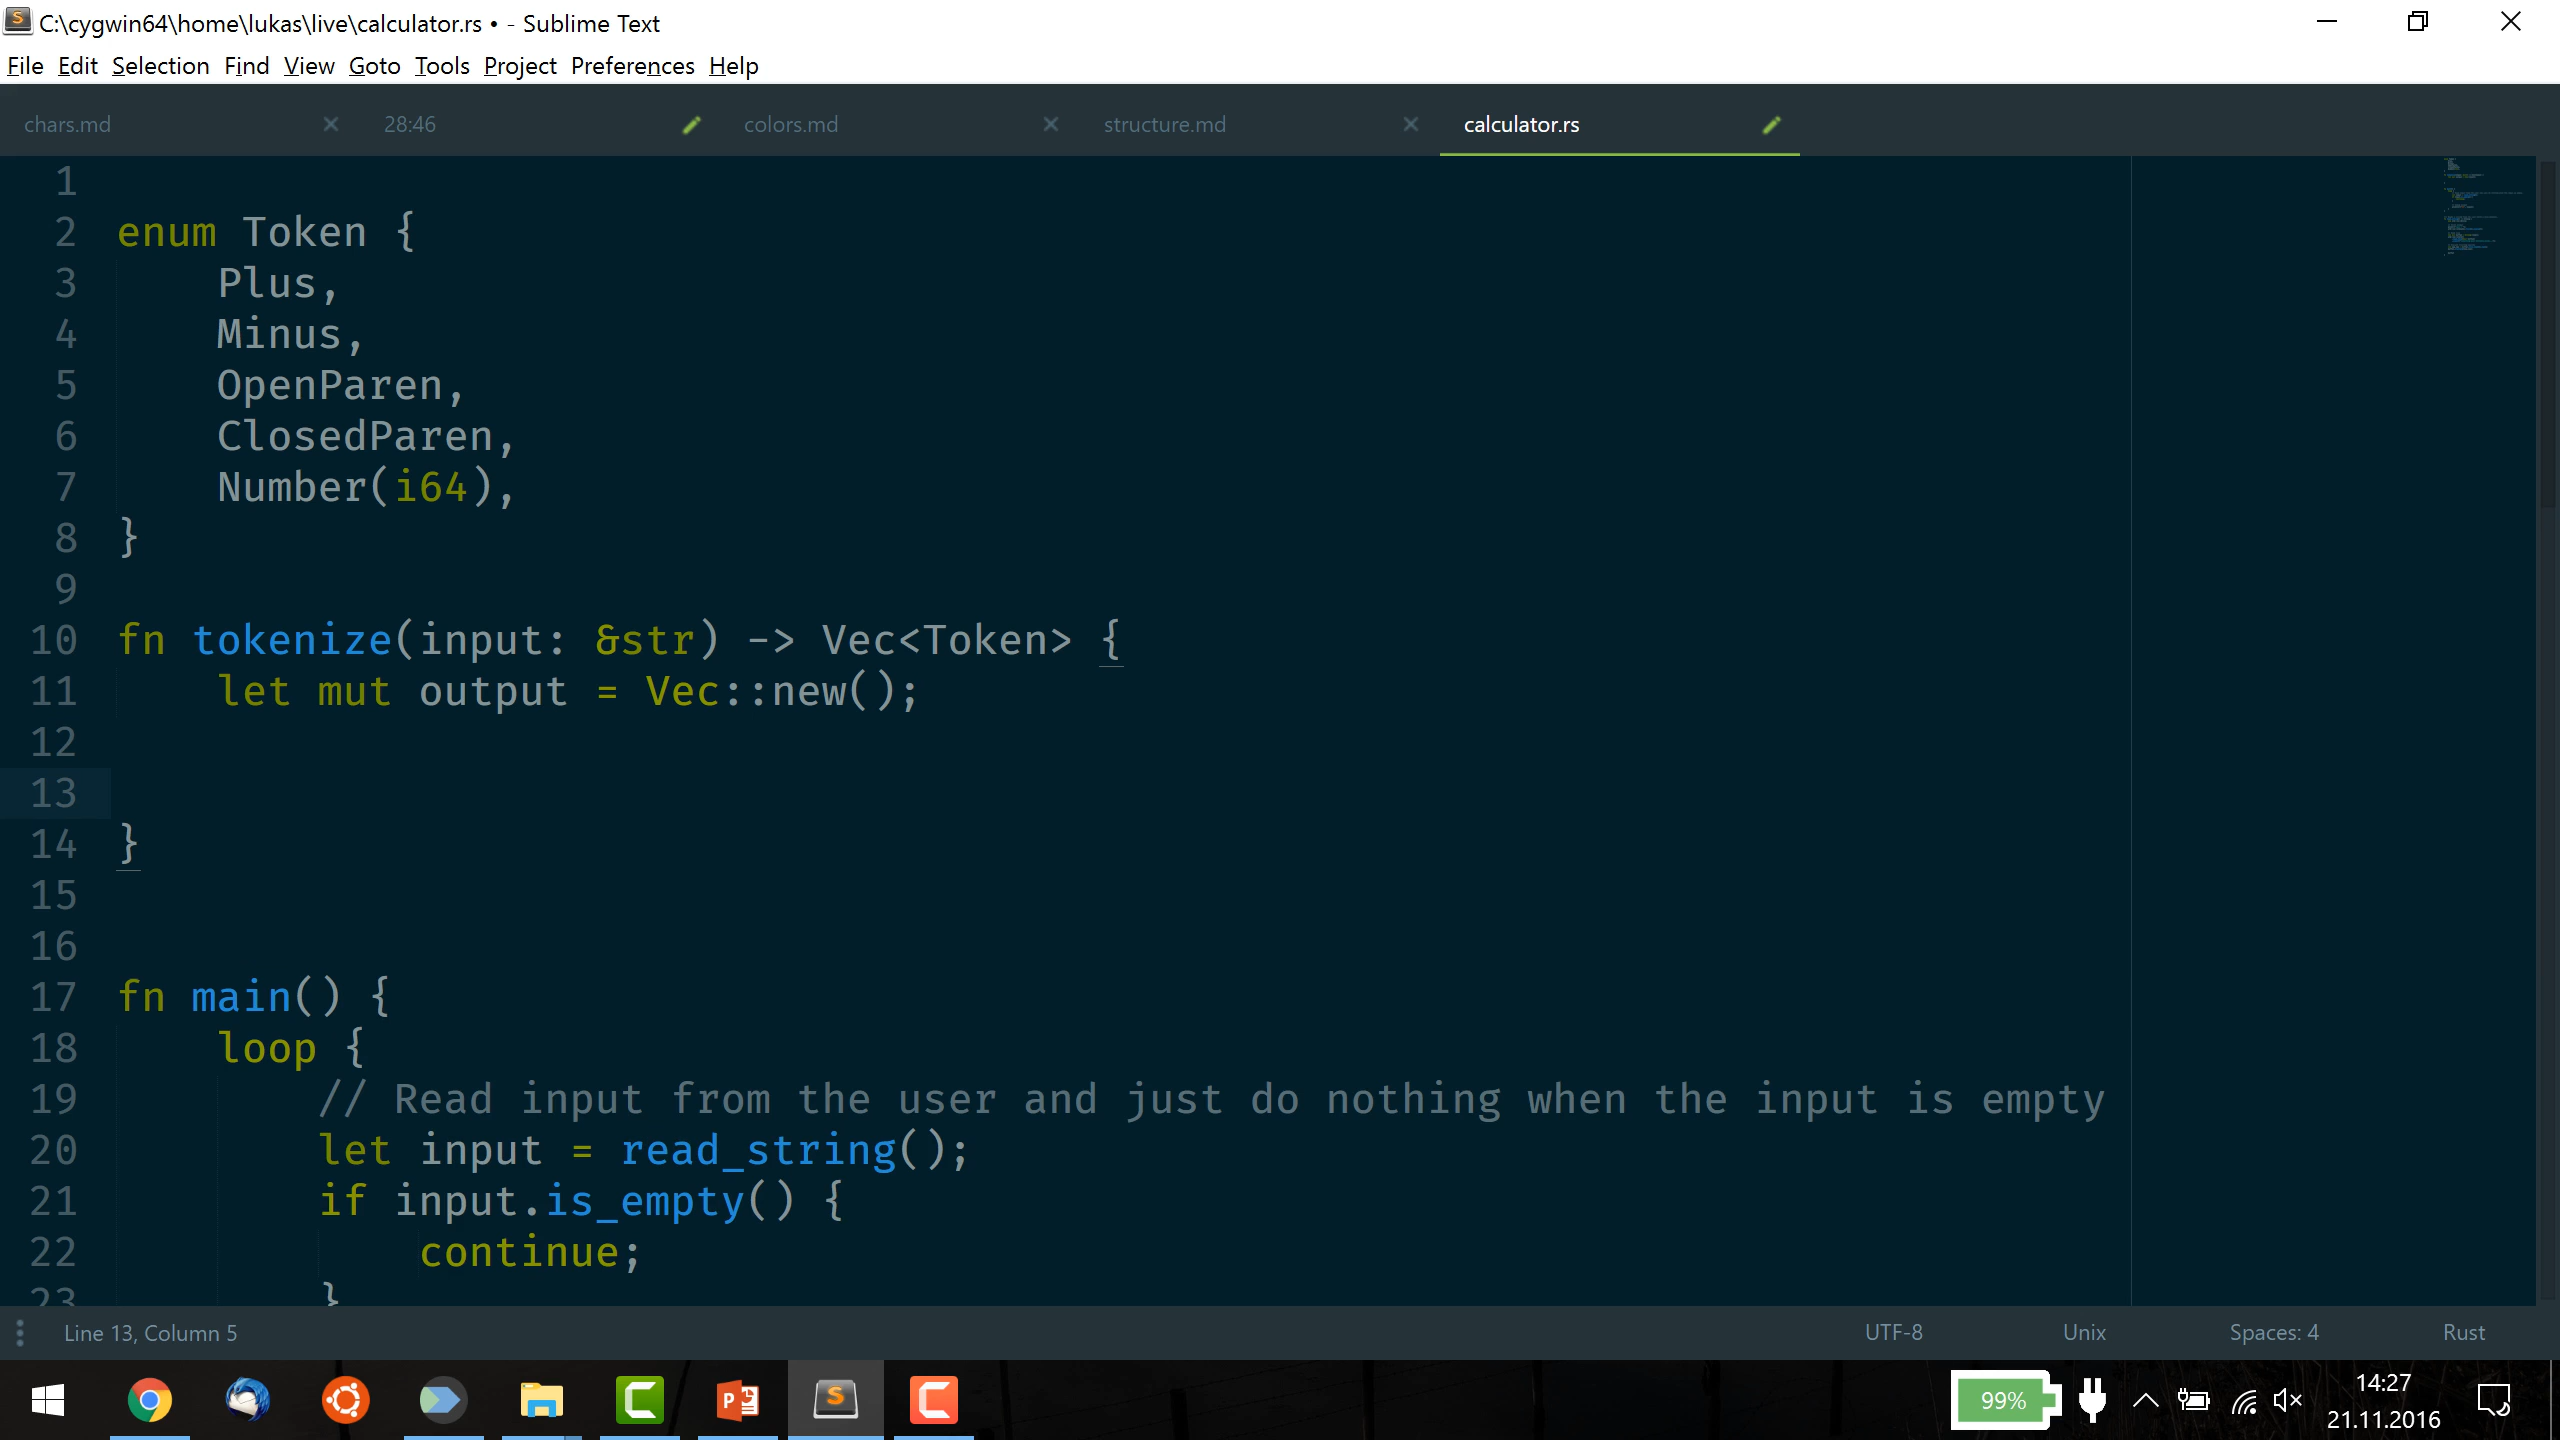 C:\cygwin64\home\lukas\live\calculator.rs • - Sublime Text
File Edit Selection Find View Goto Tools Project Preferences Help
chars.md 28:46 colors.md structure.md calculator.rs
1
2 enum Token {
3     Plus,
4     Minus,
5     OpenParen,
6     ClosedParen,
7     Number(i64),
8 }
9
10 fn tokenize(input: &str) -> Vec<Token> {
11     let mut output = Vec::new();
12
13
14 }
15
16
17 fn main() {
18     loop {
19         // Read input from the user and just do nothing when the input is empty
20         let input = read_string();
21         if input.is_empty() {
22             continue;
23         }
Line 13, Column 5 UTF-8 Unix Spaces: 4 Rust
99% 14:27
21.11.2016